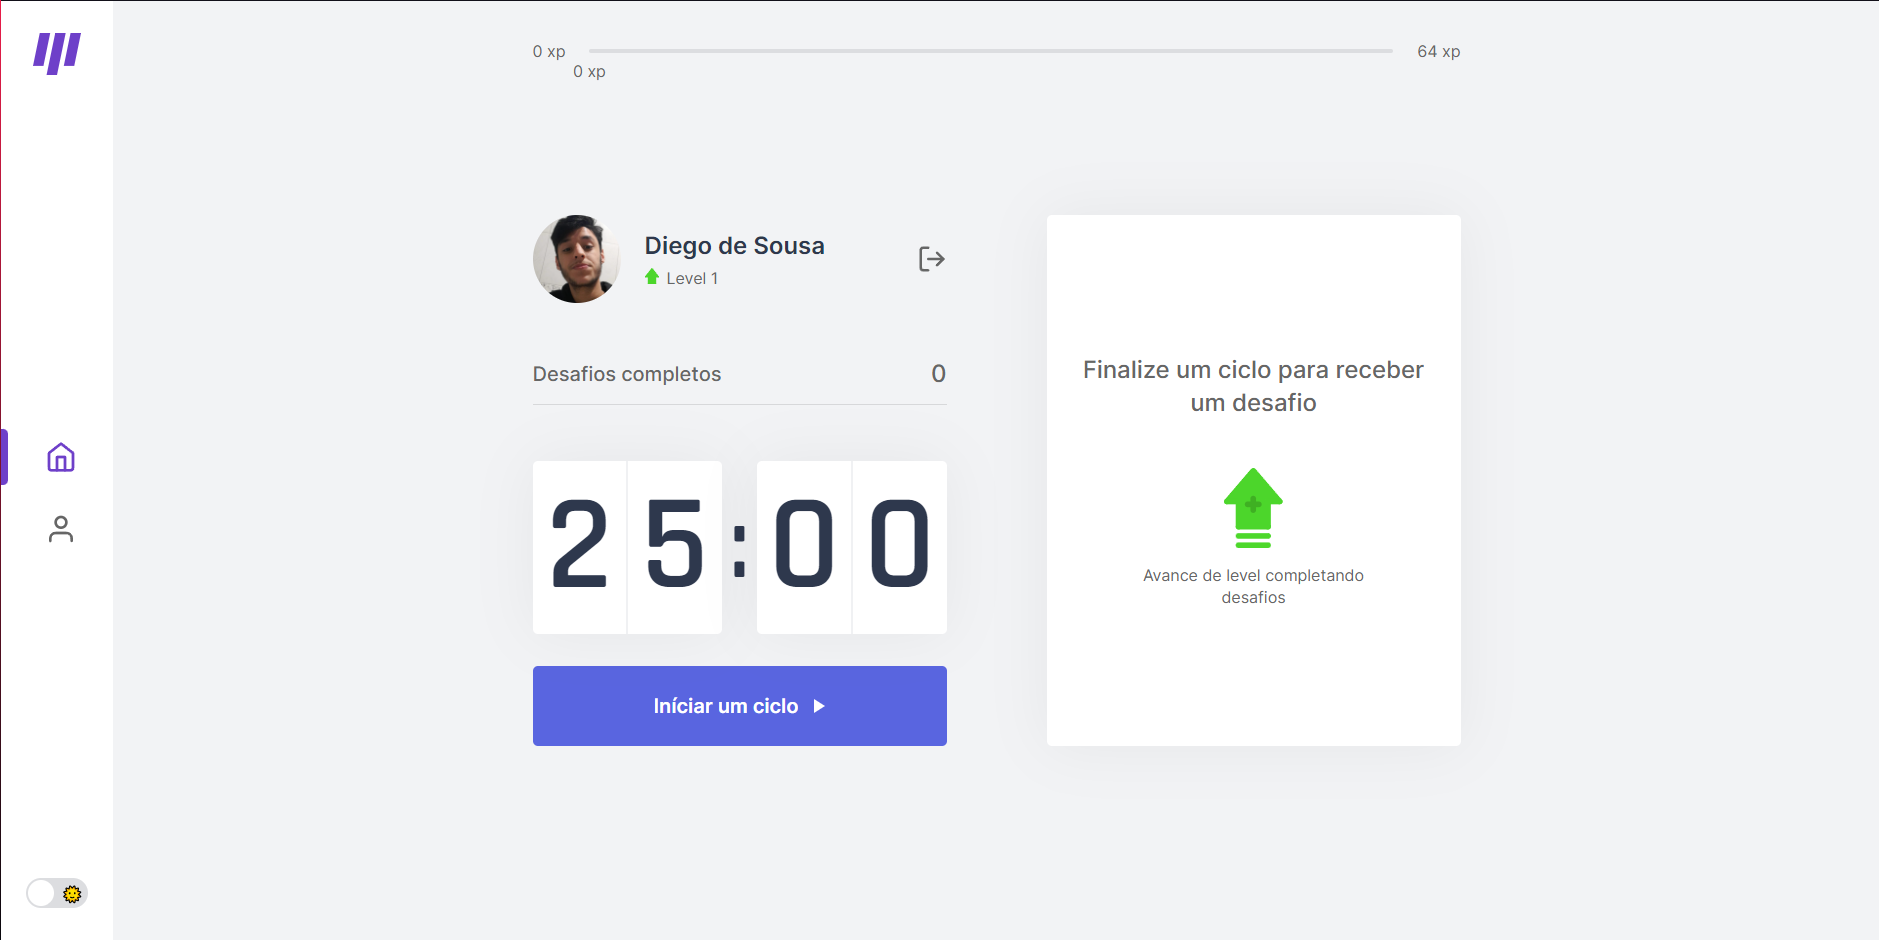 0 xp
64 xp
0 xp
Diego de Sousa
Level 1
Desafios completos
0
25:00
Iníciar um ciclo
Finalize um ciclo para receber
um desafio
Avance de level completando
desafios